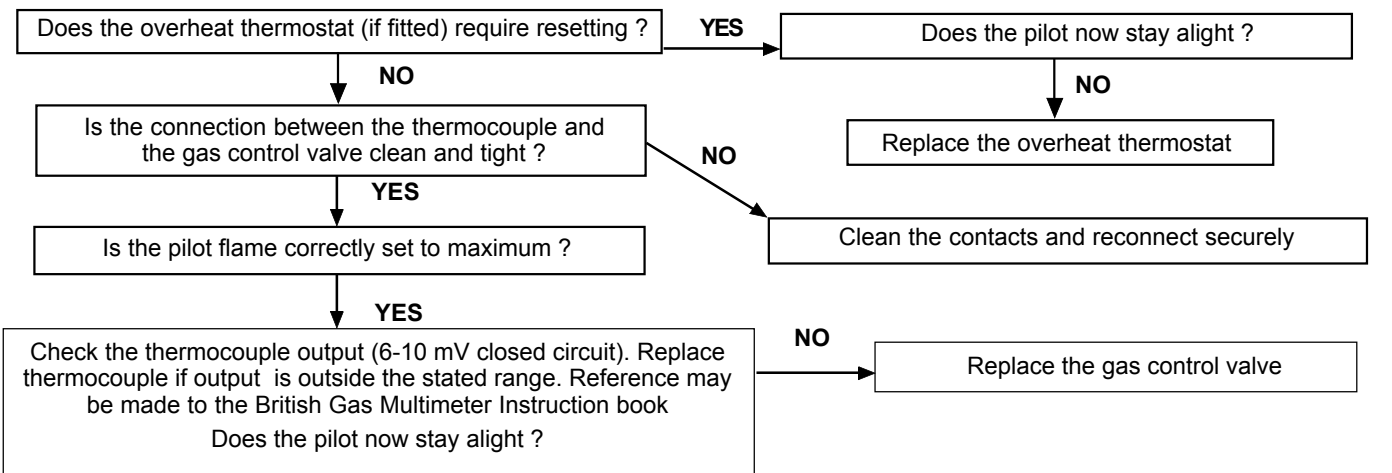 Does the overheat thermostat (if fitted) require resetting ?
YES
Does the pilot now stay alight ?
NO
NO
Is the connection between the thermocouple and
the gas control valve clean and tight ?
Replace the overheat thermostat
NO
YES
Is the pilot flame correctly set to maximum ?
Clean the contacts and reconnect securely
YES
Check the thermocouple output (6-10 mV closed circuit). Replace
thermocouple if output is outside the stated range. Reference may
be made to the British Gas Multimeter Instruction book
Does the pilot now stay alight ?
NO
Replace the gas control valve